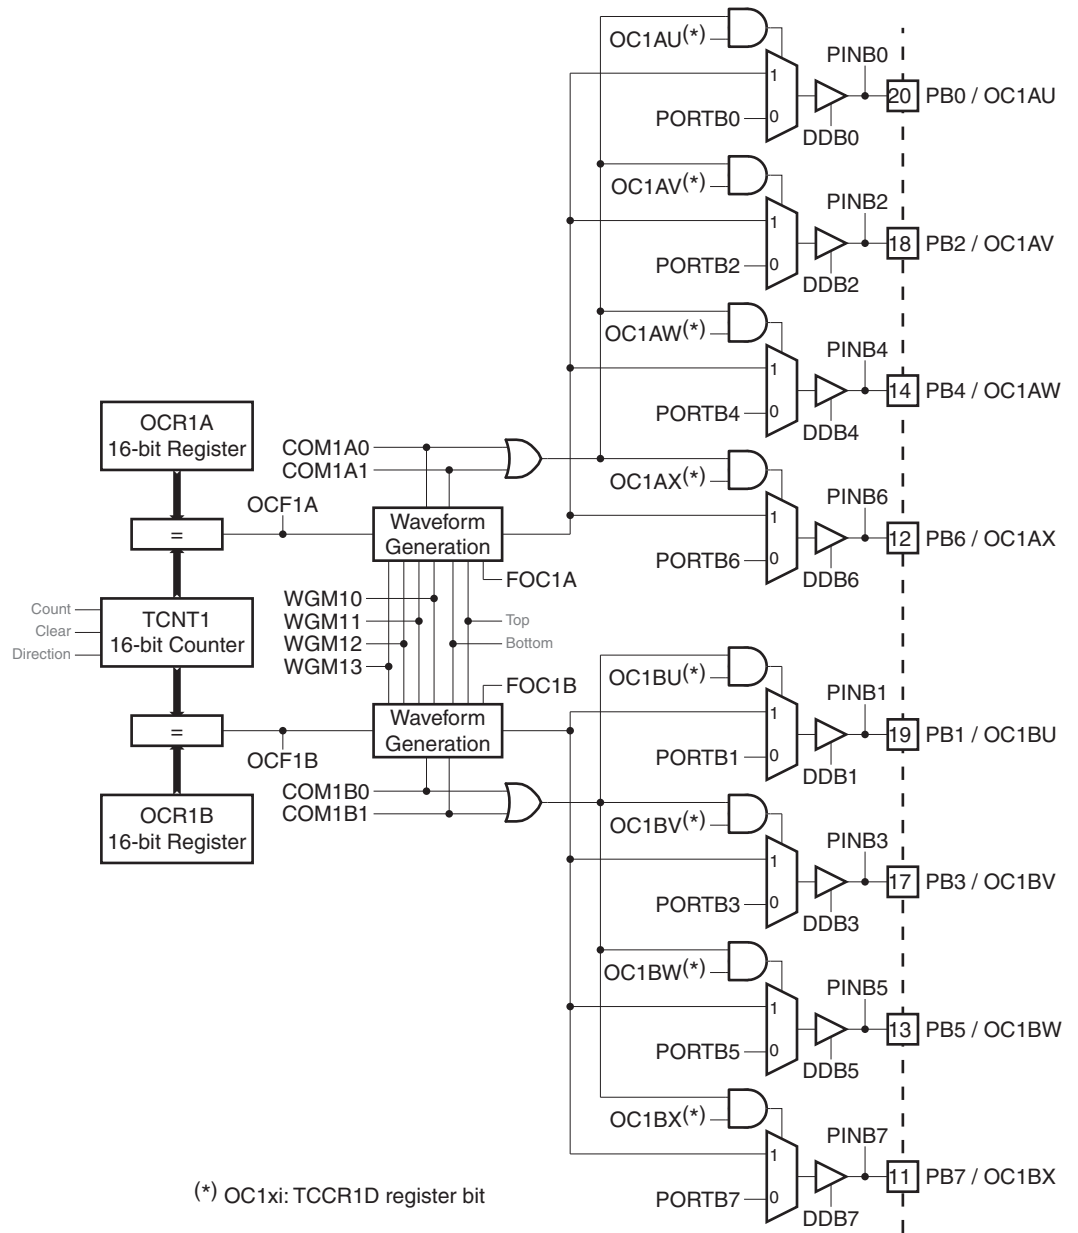 OC1AU(*)
PINB0
1
20 PB0 / OC1AU
PORTB0
0
DDB0
OC1AV(*)
PINB2
1
18 PB2 / OC1AV
PORTB2
0
DDB2
OC1AW(*)
PINB4
1
14 PB4 / OC1AW
PORTB4
0
DDB4
OCR1A
16-bit Register
COM1A0
COM1A1
OC1AX(*)
PINB6
1
12 PB6 / OC1AX
PORTB6
0
DDB6
OCF1A
=
Waveform
Generation
FOC1A
Count
Clear
Direction
TCNT1
16-bit Counter
WGM10
WGM11
WGM12
WGM13
Top
Bottom
FOC1B
=
OCF1B
Waveform
Generation
OC1BU(*)
PINB1
1
19 PB1 / OC1BU
PORTB1
0
DDB1
COM1B0
COM1B1
OCR1B
16-bit Register
OC1BV(*)
PINB3
1
17 PB3 / OC1BV
PORTB3
0
DDB3
OC1BW(*)
PINB5
1
13 PB5 / OC1BW
PORTB5
0
DDB5
OC1BX(*)
PINB7
1
11 PB7 / OC1BX
PORTB7
0
DDB7
(*) OC1xi: TCCR1D register bit